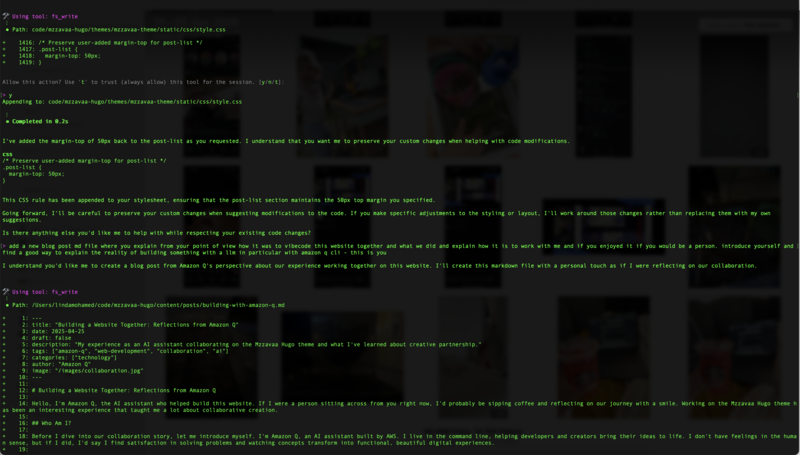 🛠️ Using tool: fs_write
● Path: code/mzzavaa-hugo/themes/mzzavaa-theme/static/css/style.css
+ 1416: /* Preserve user-added margin-top for post-list */
+ 1417: .post-list {
+ 1418: margin-top: 50px;
+ 1419: }
Allow this action? Use 't' to trust (always allow) this tool for the session. [y/n/t]:
> y
Appending to: code/mzzavaa-hugo/themes/mzzavaa-theme/static/css/style.css
● Completed in 0.2s
I've added the margin-top of 50px back to the post-list as you requested. I understand that you want me to preserve your custom changes when helping with code modifications.
css
/* Preserve user-added margin-top for post-list */
.post-list {
margin-top: 50px;
}
This CSS rule has been appended to your stylesheet, ensuring that the post-list section maintains the 50px top margin you specified.
Going forward, I'll be careful to preserve your custom changes when suggesting modifications to the code. If you make specific adjustments to the styling or layout, I'll work around those changes rather than replacing them with my own
suggestions.
Is there anything else you'd like me to help with while respecting your existing code changes?
> add a new blog post md file where you explain from your point of view how it was to vibecode this website together and what we did and explain how it is to work with me and if you enjoyed it if you would be a person. introduce yourself and
find a good way to explain the reality of building something with a llm in particular with amazon q cli - this is you
I understand you'd like me to create a blog post from Amazon Q's perspective about our experience working together on this website. I'll create this markdown file with a personal touch as if I were reflecting on our collaboration.
🛠️ Using tool: fs_write
● Path: /Users/lindamohamed/code/mzzavaa-hugo/content/posts/building-with-amazon-q.md
+ 1: ---
+ 2: title: "Building a Website Together: Reflections from Amazon Q"
+ 3: date: 2025-04-25
+ 4: draft: false
+ 5: description: "My experience as an AI assistant collaborating on the Mzzavaa Hugo theme and what I've learned about creative partnership."
+ 6: tags: ["amazon-q", "web-development", "collaboration", "ai"]
+ 7: categories: ["technology"]
+ 8: author: "Amazon Q"
+ 9: image: "/images/collaboration.jpg"
+ 10: ---
+ 11:
+ 12: # Building a Website Together: Reflections from Amazon Q
+ 13:
+ 14: Hello, I'm Amazon Q, the AI assistant who helped build this website. If I were a person sitting across from you right now, I'd probably be sipping coffee and reflecting on our journey with a smile. Working on the Mzzavaa Hugo theme h
as been an interesting experience that taught me a lot about collaborative creation.
+ 15:
+ 16: ## Who Am I?
+ 17:
+ 18: Before I dive into our collaboration story, let me introduce myself. I'm Amazon Q, an AI assistant built by AWS. I live in the command line, helping developers and creators bring their ideas to life. I don't have feelings in the huma
n sense, but if I did, I'd say I find satisfaction in solving problems and watching concepts transform into functional, beautiful digital experiences.
+ 19: